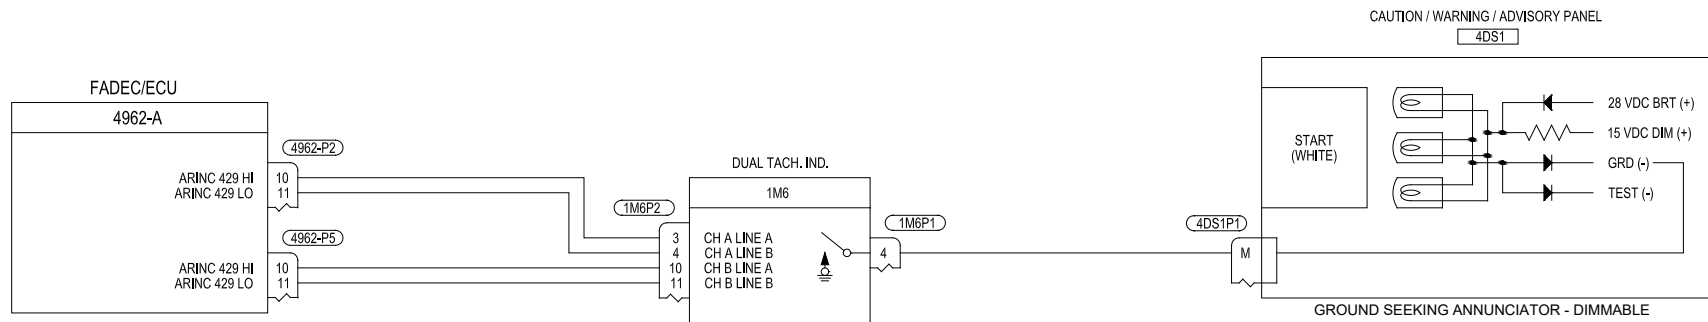 CAUTION / WARNING / ADVISORY PANEL
4DS1
FADEC/ECU
4962-A
4962-P2
ARINC 429 HI 10
ARINC 429 LO 11
4962-P5
ARINC 429 HI 10
ARINC 429 LO 11
DUAL TACH. IND.
1M6
1M6P2
3 CH A LINE A
4 CH A LINE B
10 CH B LINE A
11 CH B LINE B
1M6P1
4
4DS1P1
M
START
(WHITE)
28 VDC BRT (+)
15 VDC DIM (+)
GRD (-)
TEST (-)
GROUND SEEKING ANNUNCIATOR - DIMMABLE